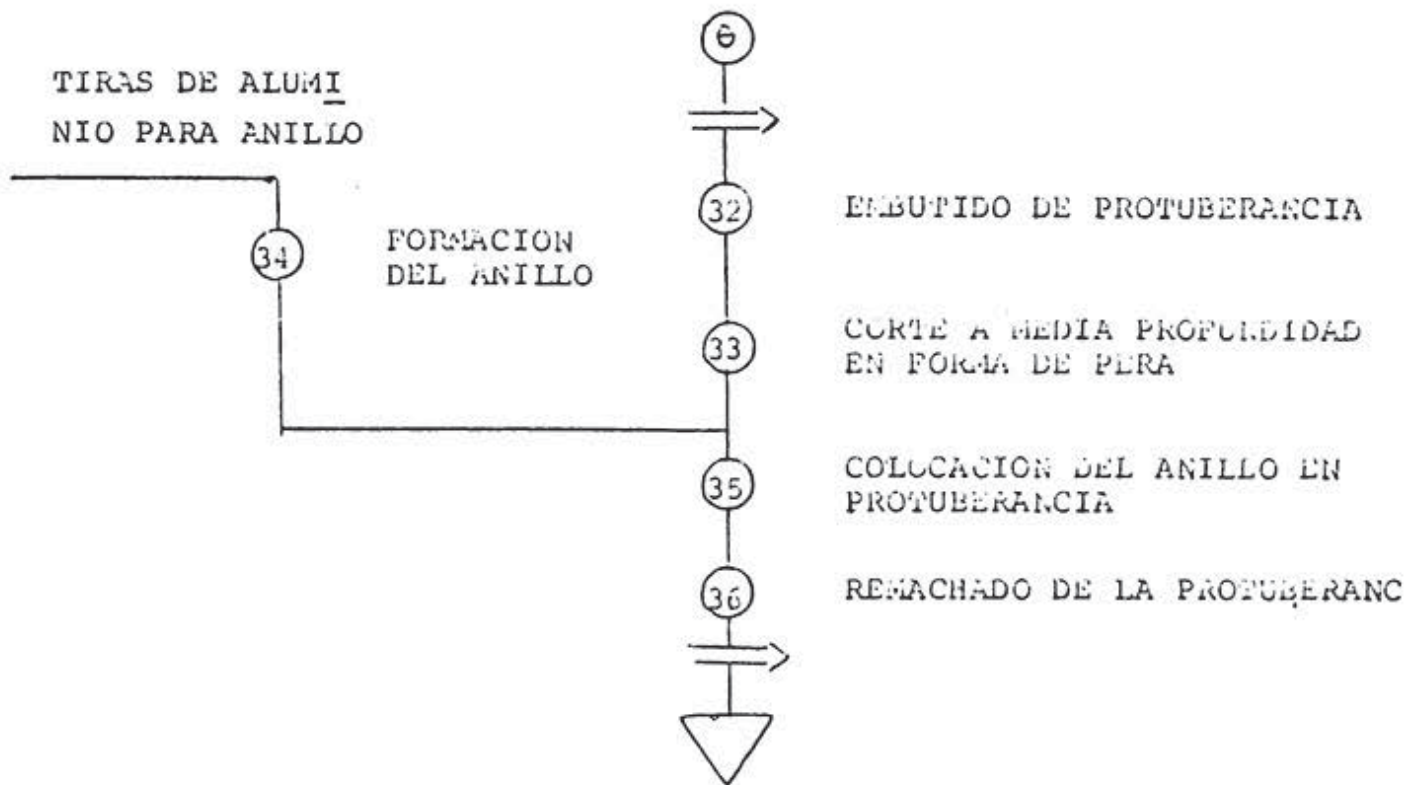 θ
TIRAS DE ALUMI
NIO PARA ANILLO
32
EMBUTIDO DE PROTUBERANCIA
34
FORMACION
DEL ANILLO
33
CORTE A MEDIA PROFUNDIDAD
EN FORMA DE PERA
35
COLOCACION DEL ANILLO EN
PROTUBERANCIA
36
REMACHADO DE LA PROTUBERANC